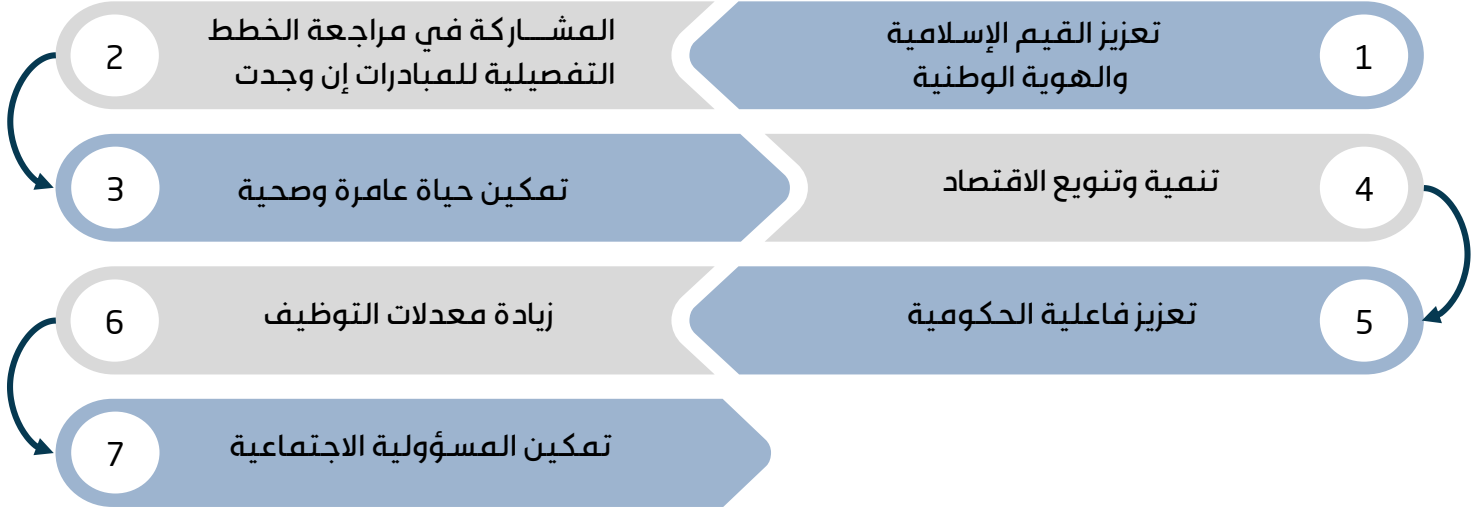 1
تعزيز القيم الإسلامية
والهوية الوطنية
2
المشاركة في مراجعة الخطط
التفصيلية للمبادرات إن وجدت
3
تمكين حياة عامرة وصحية
4
تنمية وتنويع الاقتصاد
5
تعزيز فاعلية الحكومية
6
زيادة معدلات التوظيف
7
تمكين المسؤولية الاجتماعية